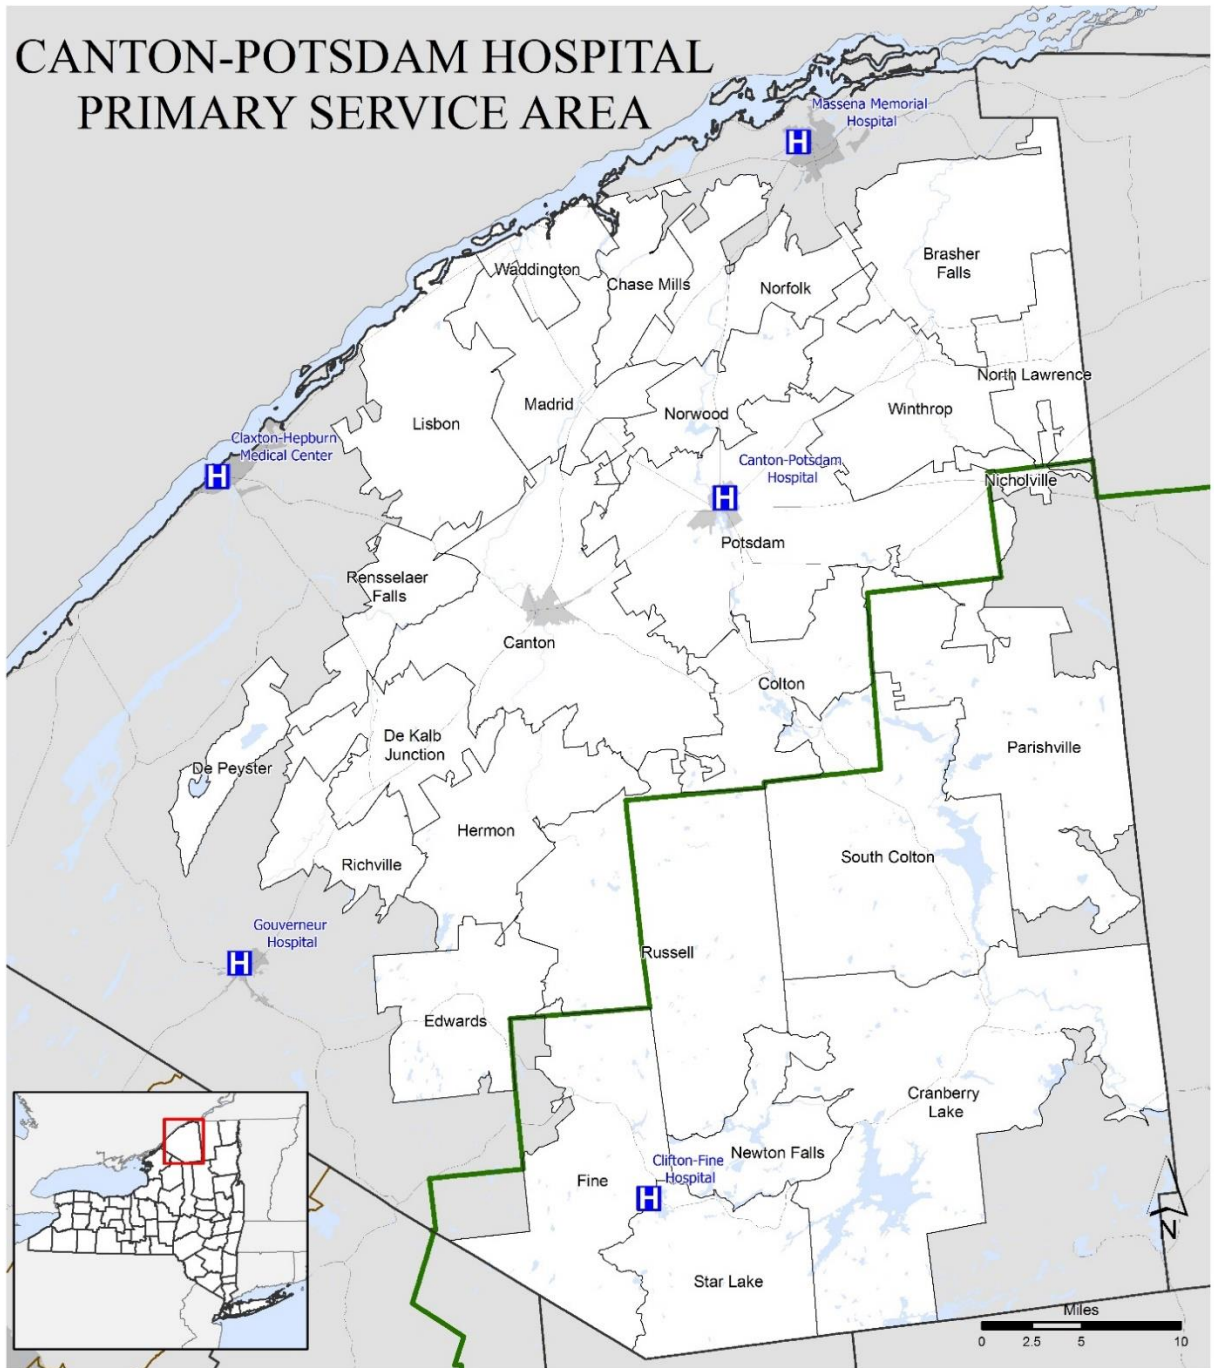 CANTON-POTSDAM HOSPITAL
PRIMARY SERVICE AREA
Massena Memorial
Hospital
Brasher
Falls
Waddington
Chase Mills
Norfolk
North Lawrence
Madrid
Norwood
Winthrop
Lisbon
Claxton-Hepburn
Medical Center
H
H
Canton-Potsdam
Hospital
H
Nicholville
Potsdam
Rensselaer
Falls
Canton
Colton
De Kalb
Junction
De Peyster
Parishville
Hermon
Richville
South Colton
Gouverneur
Hospital
H
Russell
Edwards
Cranberry
Lake
Newton Falls
Clifton-Fine
Hospital
H
Fine
Star Lake
N
Miles
0 2.5 5 10